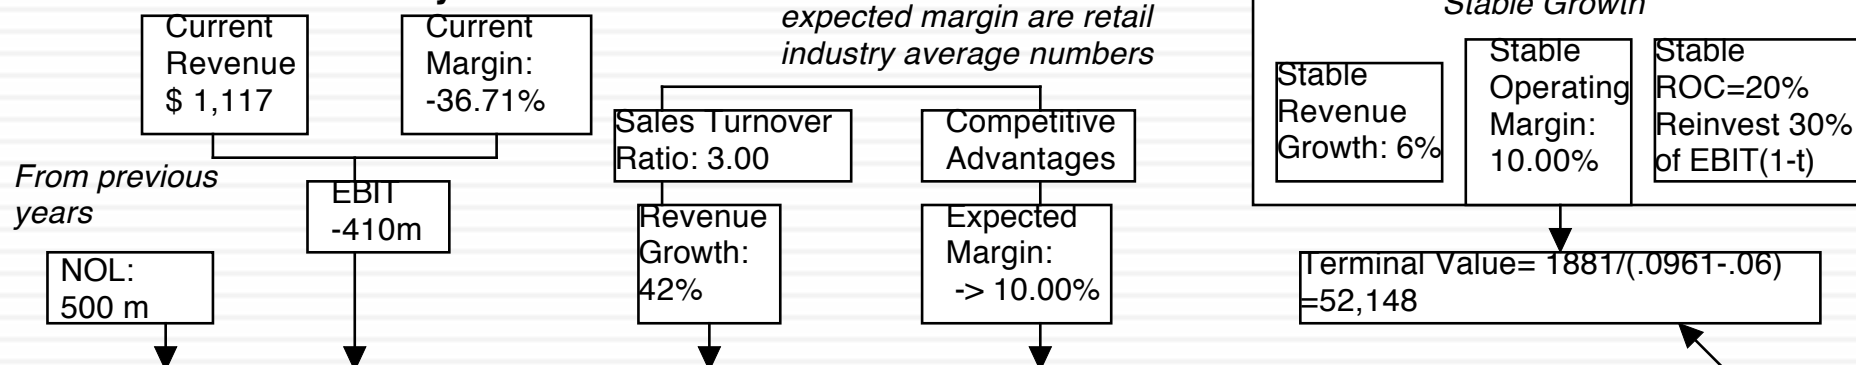 Current
Revenue
$ 1,117
Current
Margin:
-36.71%
expected margin are retail
industry average numbers
Stable Growth
Sales Turnover
Ratio: 3.00
Competitive
Advantages
Stable
Revenue
Growth: 6%
Stable
Operating
Margin:
10.00%
Stable
ROC=20%
Reinvest 30%
of EBIT(1-t)
From previous
years
EBIT
-410m
Revenue
Growth:
42%
Expected
Margin:
-> 10.00%
NOL:
500 m
Terminal Value= 1881/(.0961-.06)
=52,148